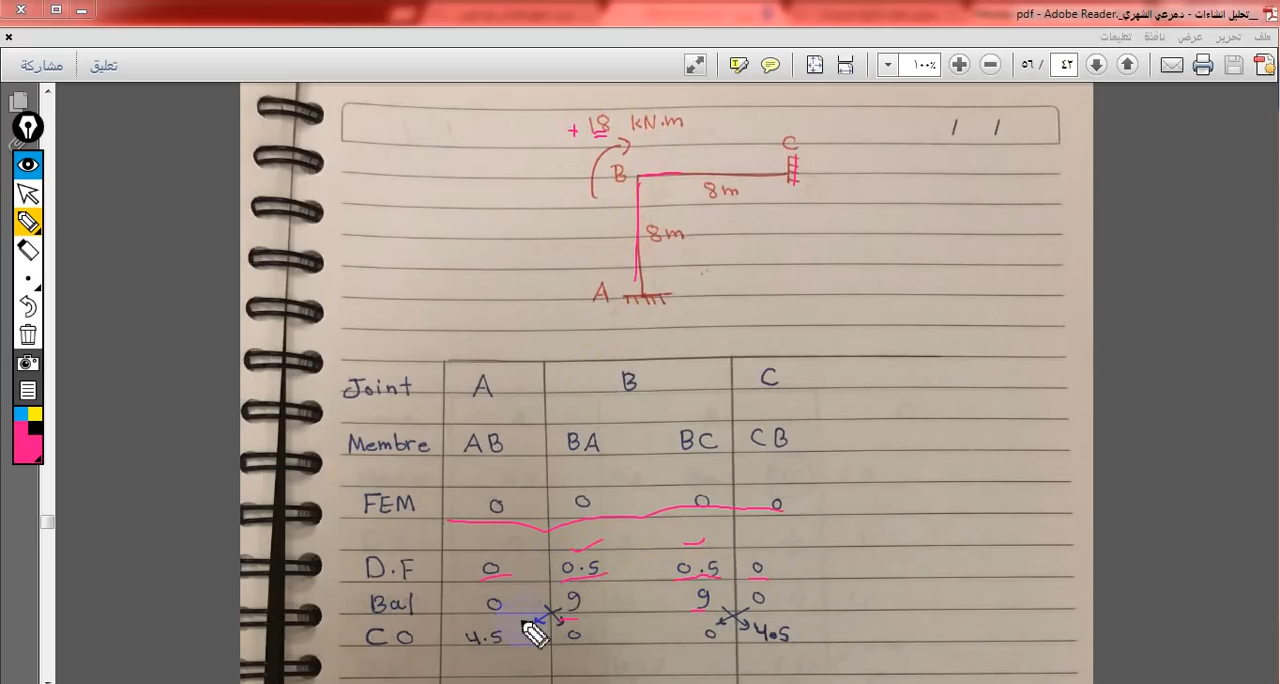 تحليل انشاءات - د.مرعي الشهري_.pdf - Adobe Reader
ملف تحرير عرض نافذة تعليمات
مشاركة تعليق ١٠٠% ٥٦ / ٤٢
+ 18 kN.m / /
C
B
8m
8m
A
Joint A B C
Membre AB BA BC CB
FEM 0 0 0 0
D.F 0 0.5 0.5 0
Bal 0 9 9 0
CO 4.5 0 0 4.5